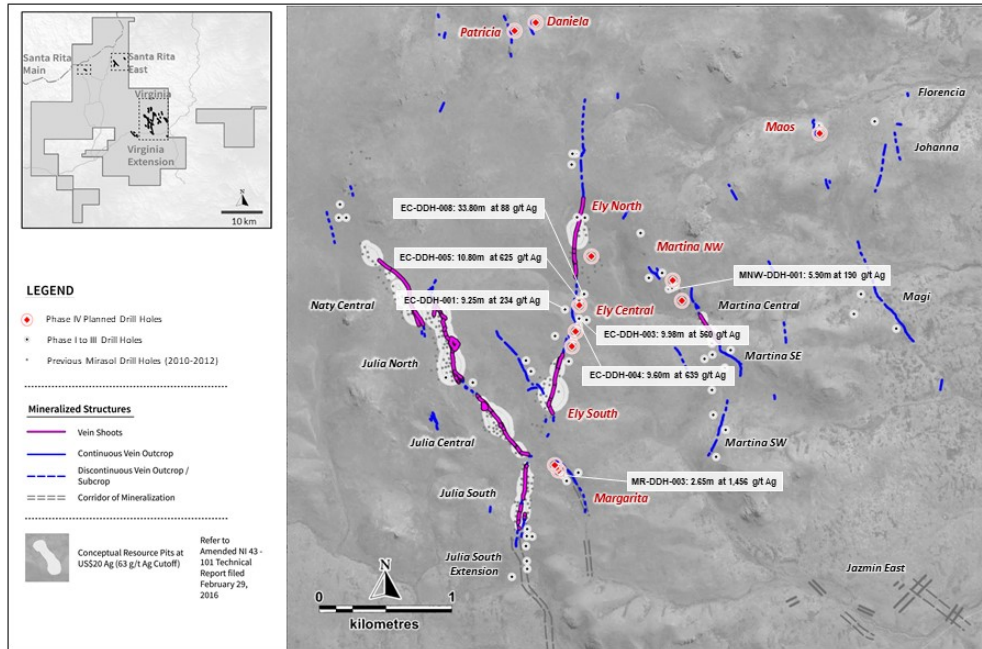 Santa Rita
Main
Santa Rita
East
Virginia
Virginia
Extension
N
10 km
LEGEND
Phase IV Planned Drill Holes
Phase I to III Drill Holes
Previous Mirasol Drill Holes (2010-2012)
Mineralized Structures
Vein Shoots
Continuous Vein Outcrop
Discontinuous Vein Outcrop /
Subcrop
Corridor of Mineralization
Conceptual Resource Pits at
US$20 Ag (63 g/t Ag Cutoff)
Refer to
Amended NI 43 -
101 Technical
Report filed
February 29,
2016
Patricia
Daniela
Florencia
Maos
Johanna
EC-DDH-008: 33.80m at 88 g/t Ag
Ely North
Martina NW
EC-DDH-005: 10.80m at 625 g/t Ag
MNW-DDH-001: 5.90m at 190 g/t Ag
Naty Central
EC-DDH-001: 9.25m at 234 g/t Ag
Ely Central
Martina Central
Magi
EC-DDH-003: 9.98m at 560 g/t Ag
Julia North
Martina SE
EC-DDH-004: 9.60m at 639 g/t Ag
Ely South
Julia Central
Martina SW
MR-DDH-003: 2.65m at 1,456 g/t Ag
Julia South
Margarita
Julia South
Extension
Jazmin East
N
0 1
kilometres